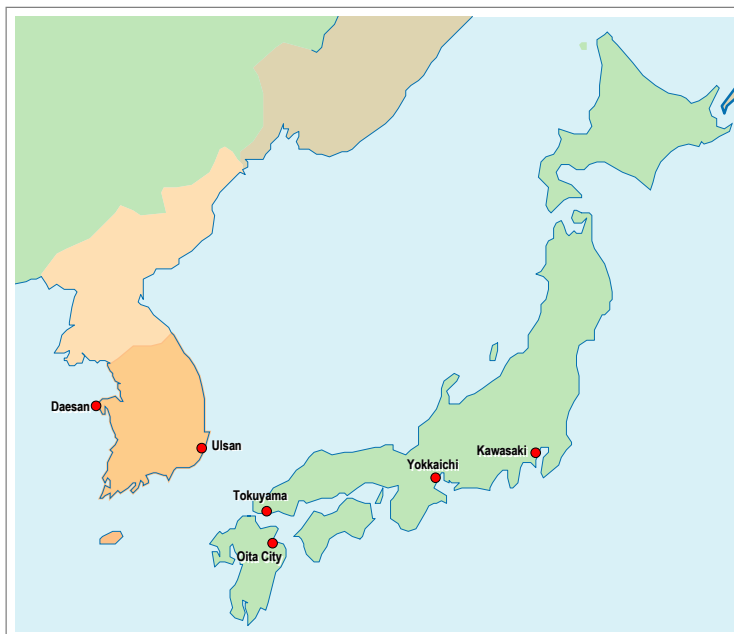 Daesan
Ulsan
Kawasaki
Yokkaichi
Tokuyama
Oita City